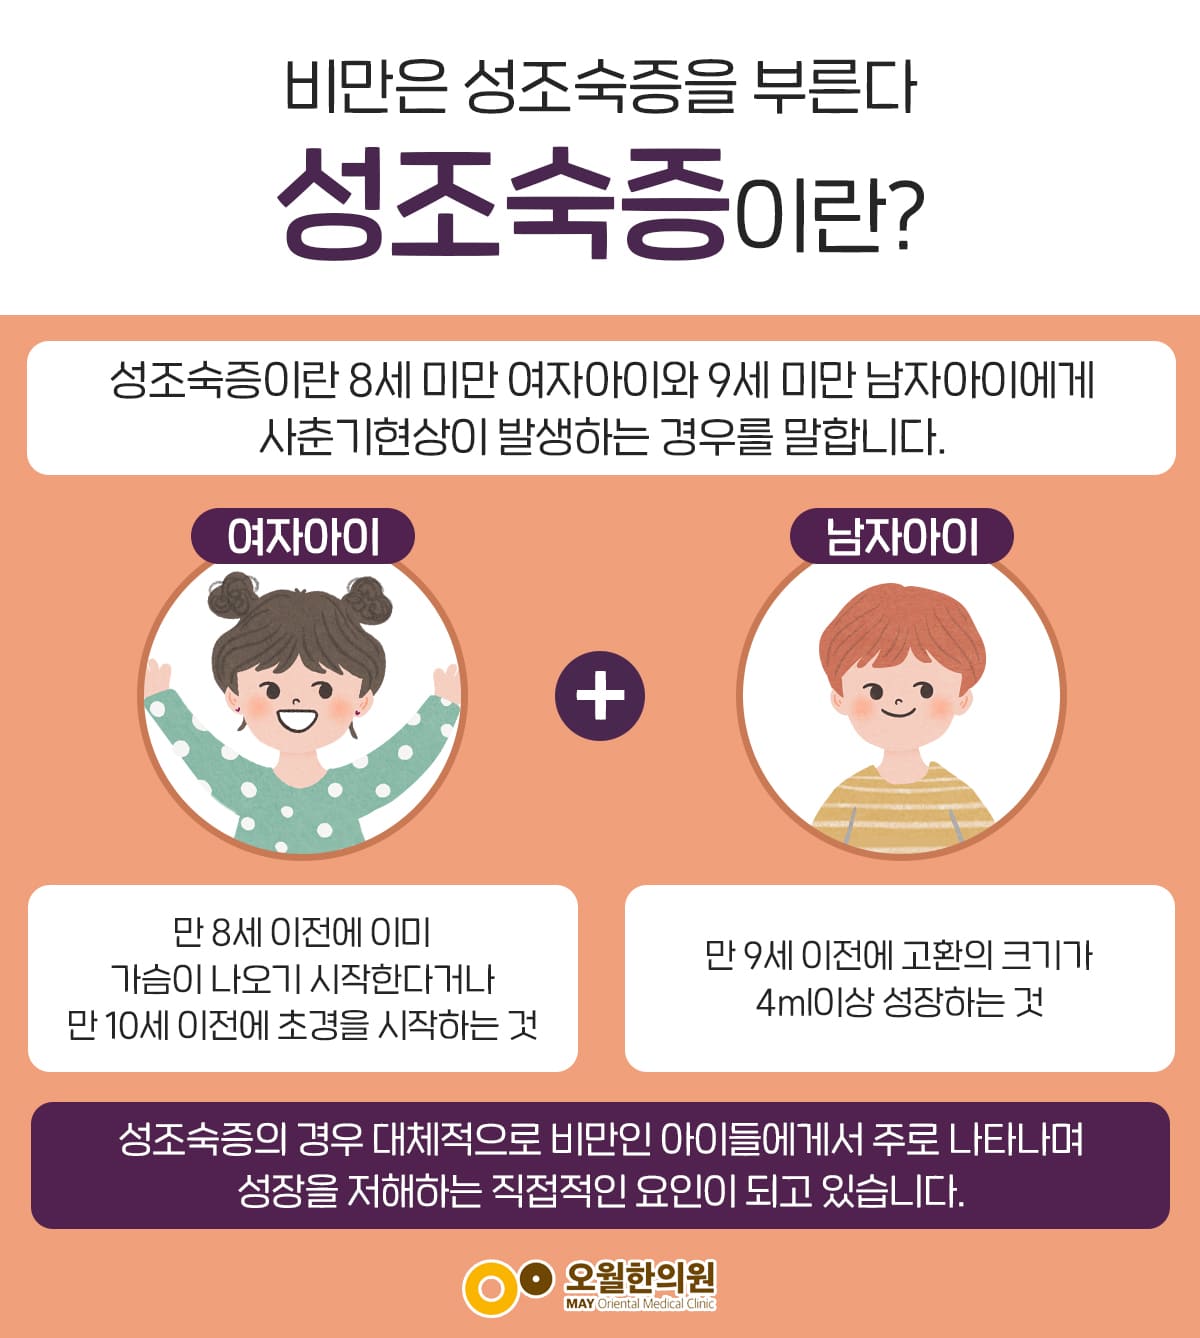 비만은 성조숙증을 부른다
성조숙증이란?
성조숙증이란 8세 미만 여자아이와 9세 미만 남자아이에게
사춘기현상이 발생하는 경우를 말합니다.
여자아이
남자아이
+
만 8세 이전에 이미
가슴이 나오기 시작한다거나
만 10세 이전에 초경을 시작하는 것
만 9세 이전에 고환의 크기가
4ml이상 성장하는 것
성조숙증의 경우 대체적으로 비만인 아이들에게서 주로 나타나며
성장을 저해하는 직접적인 요인이 되고 있습니다.
오월한의원
MAY Oriental Medical Clinic